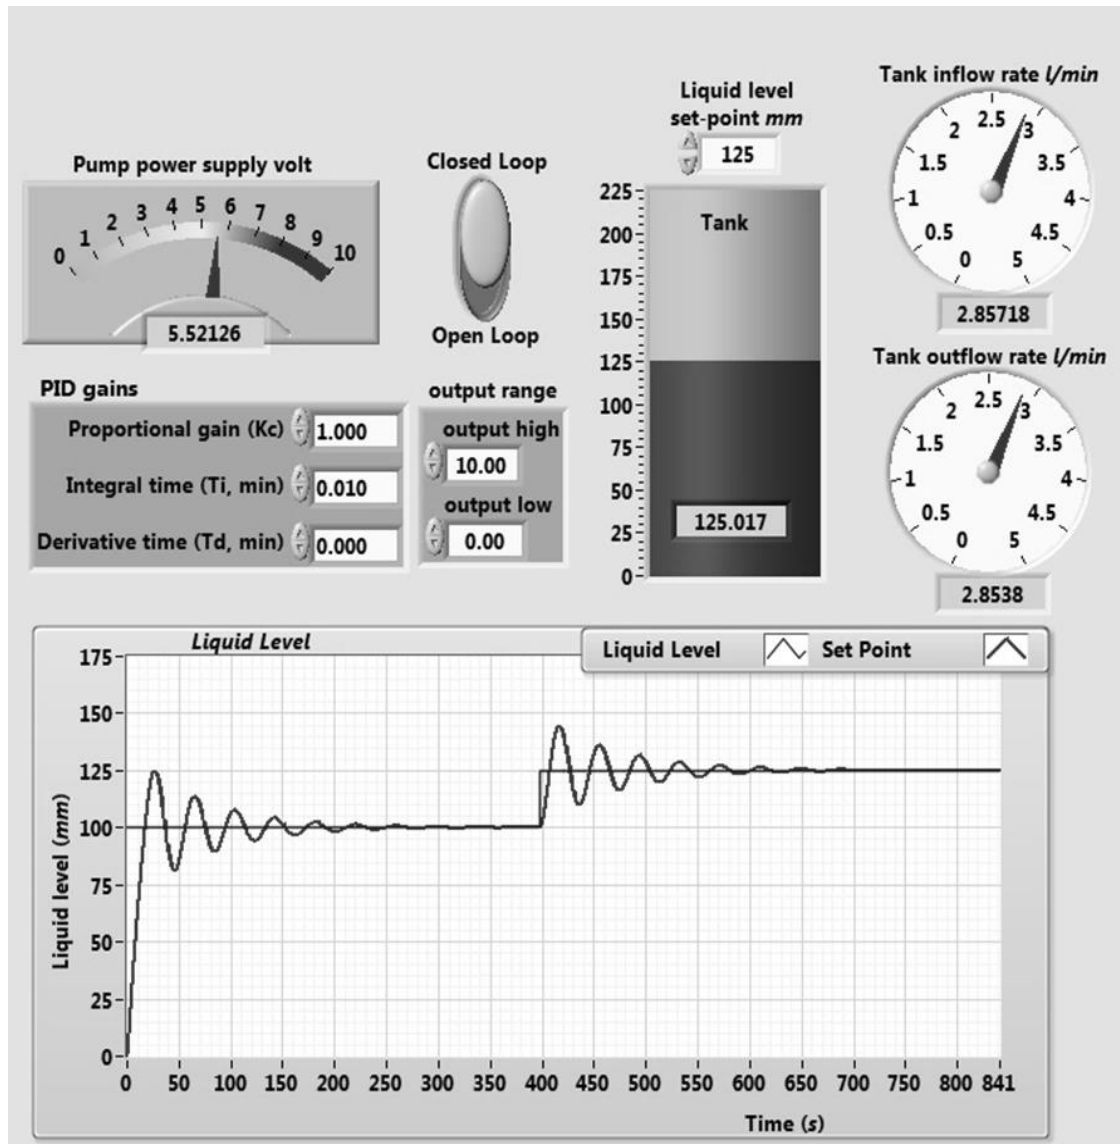 Tank inflow rate l/min
0 0.5 1 1.5 2 2.5 3 3.5 4 4.5 5
2.85718
Liquid level
set-point mm
125
Pump power supply volt
0 1 2 3 4 5 6 7 8 9 10
5.52126
Closed Loop
Open Loop
225
200
175
150
125
100
75
50
25
0
Tank
125.017
Tank outflow rate l/min
0 0.5 1 1.5 2 2.5 3 3.5 4 4.5 5
2.8538
PID gains
Proportional gain (Kc) 1.000
Integral time (Ti, min) 0.010
Derivative time (Td, min) 0.000
output range
output high
10.00
output low
0.00
Liquid Level
Liquid Level Set Point
Liquid level (mm)
175
150
125
100
75
50
25
0
0 50 100 150 200 250 300 350 400 450 500 550 600 650 700 750 800 841
Time (s)